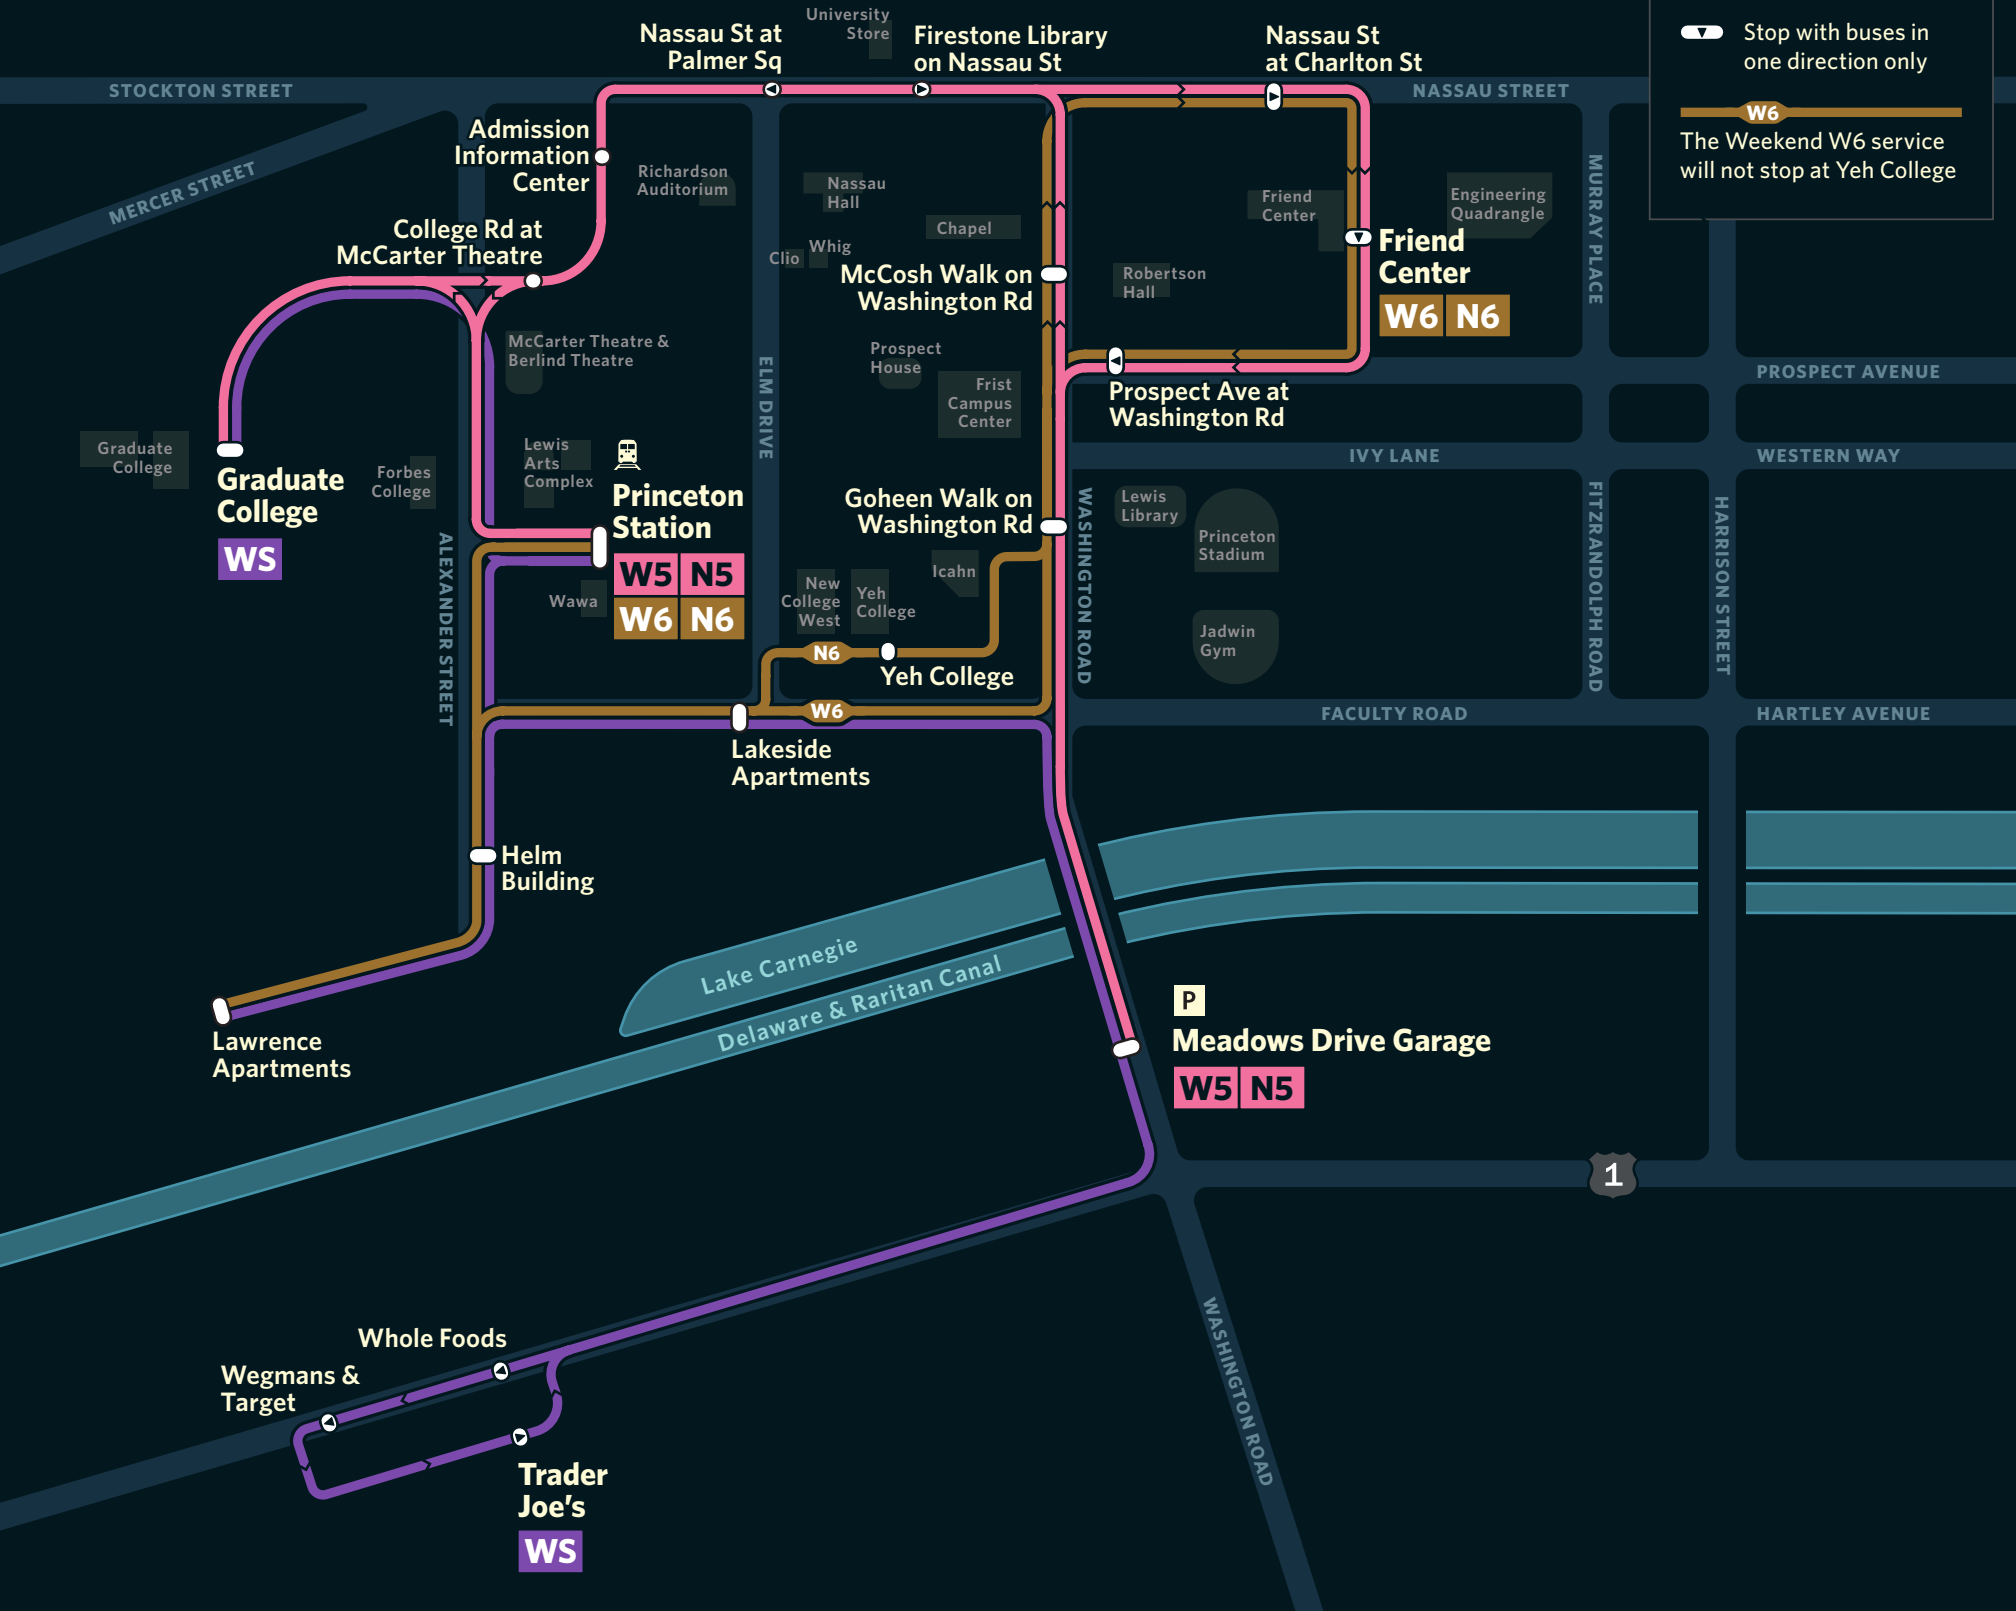 University
Store
Nassau St at
Palmer Sq
Firestone Library
on Nassau St
Nassau St
at Charlton St
Stop with buses in
one direction only
W6
The Weekend W6 service
will not stop at Yeh College
STOCKTON STREET
NASSAU STREET
MERCER STREET
Admission
Information
Center
Richardson
Auditorium
Nassau
Hall
Chapel
Clio
Whig
Friend
Center
Engineering
Quadrangle
MURRAY PLACE
College Rd at
McCarter Theatre
McCosh Walk on
Washington Rd
Robertson
Hall
Friend
Center
W6 N6
McCarter Theatre &
Berlind Theatre
ELM DRIVE
Prospect
House
Frist
Campus
Center
Prospect Ave at
Washington Rd
PROSPECT AVENUE
Graduate
College
Graduate
College
WS
Forbes
College
Lewis
Arts
Complex
Princeton
Station
W5 N5
W6 N6
Wawa
ALEXANDER STREET
Goheen Walk on
Washington Rd
IVY LANE
WESTERN WAY
WASHINGTON ROAD
Lewis
Library
Princeton
Stadium
Jadwin
Gym
FITZRANDOLPH ROAD
HARRISON STREET
Icahn
New
College
West
Yeh
College
N6
Yeh College
W6
FACULTY ROAD
HARTLEY AVENUE
Lakeside
Apartments
Helm
Building
Lake Carnegie
Delaware & Raritan Canal
Lawrence
Apartments
P
Meadows Drive Garage
W5 N5
1
WASHINGTON ROAD
Whole Foods
Wegmans &
Target
Trader
Joe's
WS